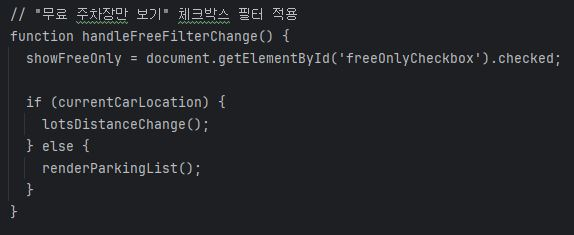 // "무료 주차장만 보기" 체크박스 필터 적용
function handleFreeFilterChange() {
  showFreeOnly = document.getElementById('freeOnlyCheckbox').checked;

  if (currentCarLocation) {
    lotsDistanceChange();
  } else {
    renderParkingList();
  }
}